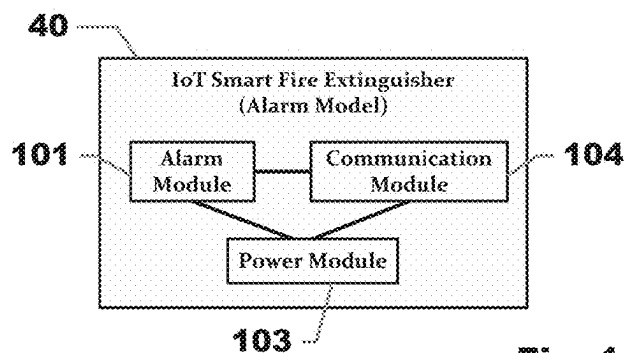 40
IoT Smart Fire Extinguisher
(Alarm Model)
101
Alarm
Module
Communication
Module
104
Power Module
103